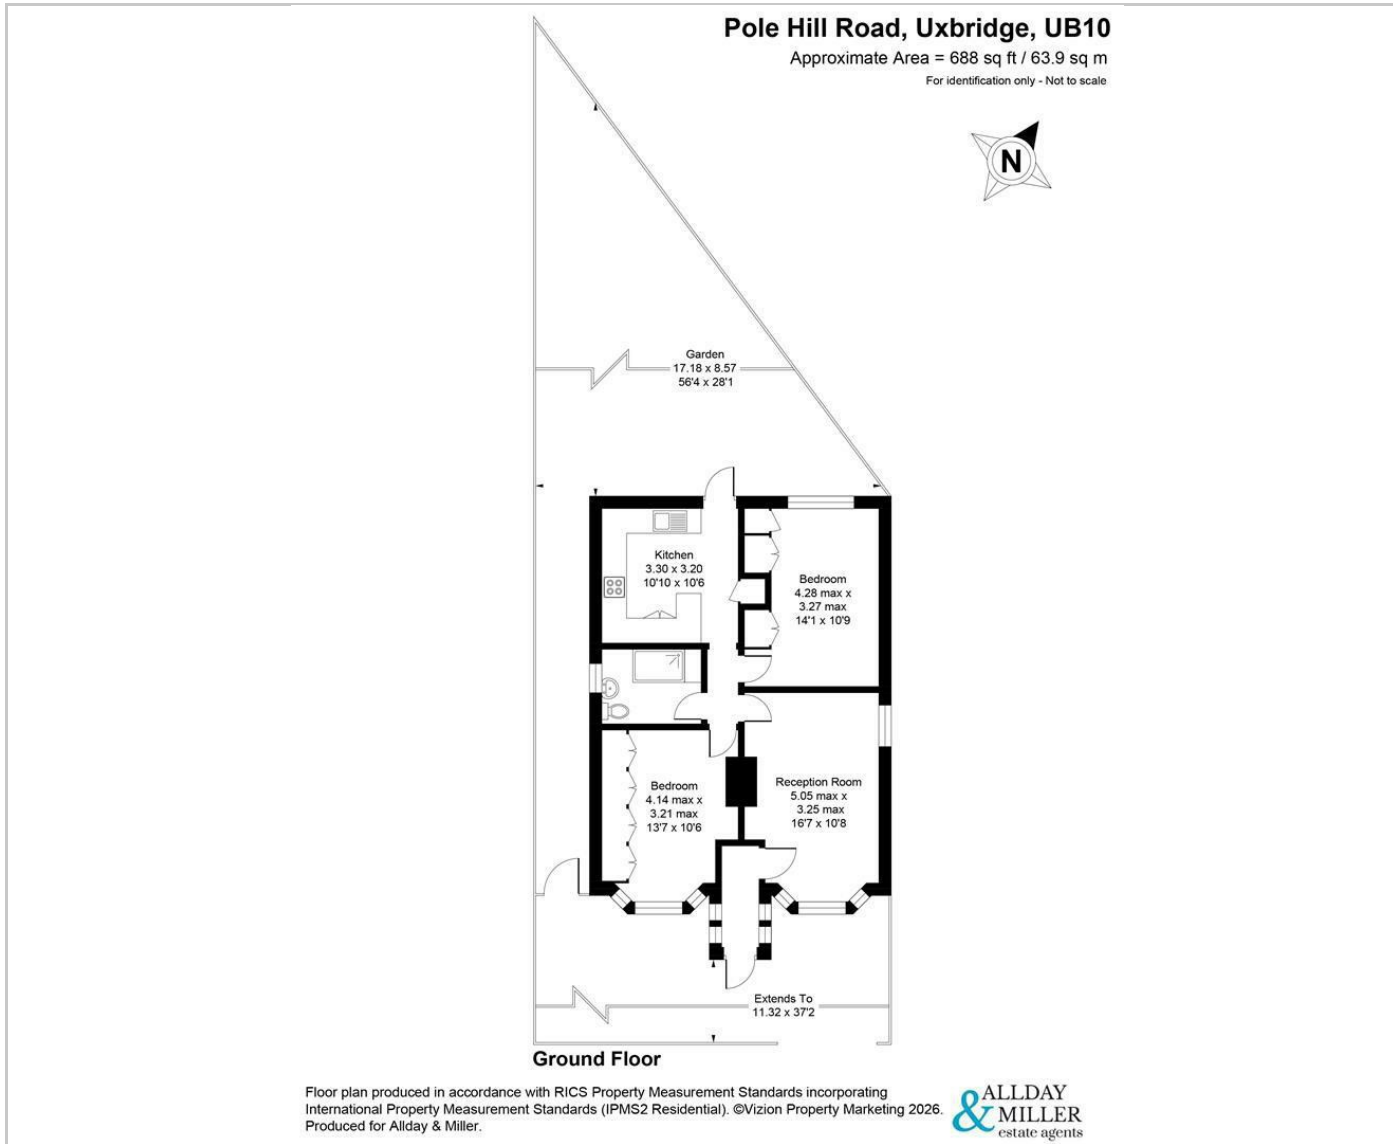 Pole Hill Road, Uxbridge, UB10
Approximate Area = 688 sq ft / 63.9 sq m
For identification only - Not to scale
N
Garden
17.18 x 8.57
56'4 x 28'1
Kitchen
3.30 x 3.20
10'10 x 10'6
Bedroom
4.28 max x
3.27 max
14'1 x 10'9
Bedroom
4.14 max x
3.21 max
13'7 x 10'6
Reception Room
5.05 max x
3.25 max
16'7 x 10'8
Extends To
11.32 x 37'2
Ground Floor
Floor plan produced in accordance with RICS Property Measurement Standards incorporating
International Property Measurement Standards (IPMS2 Residential). ©Vizion Property Marketing 2026.
Produced for Allday & Miller.
ALLDAY
& MILLER
estate agents